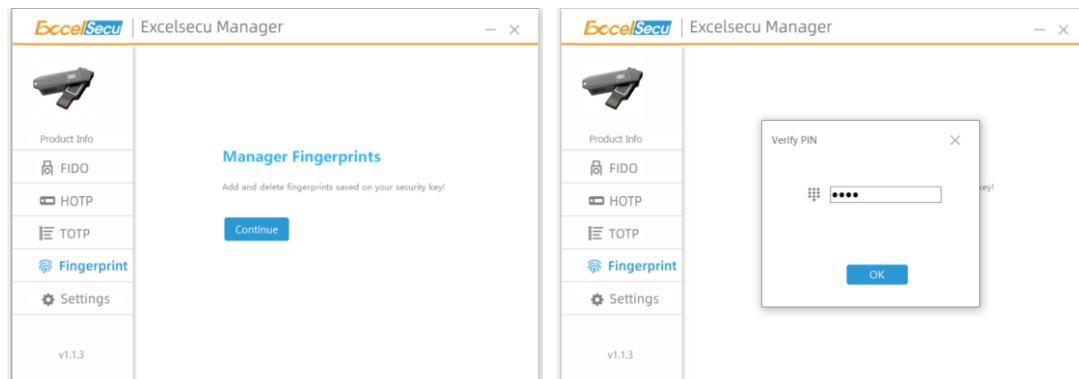 ExcelSecu Excelsecu Manager
Product Info
FIDO
HOTP
TOTP
Fingerprint
Settings
v1.1.3
Manager Fingerprints
Add and delete fingerprints saved on your security key!
Continue
ExcelSecu Excelsecu Manager
Product Info
FIDO
HOTP
TOTP
Fingerprint
Settings
v1.1.3
Verify PIN
key!
OK